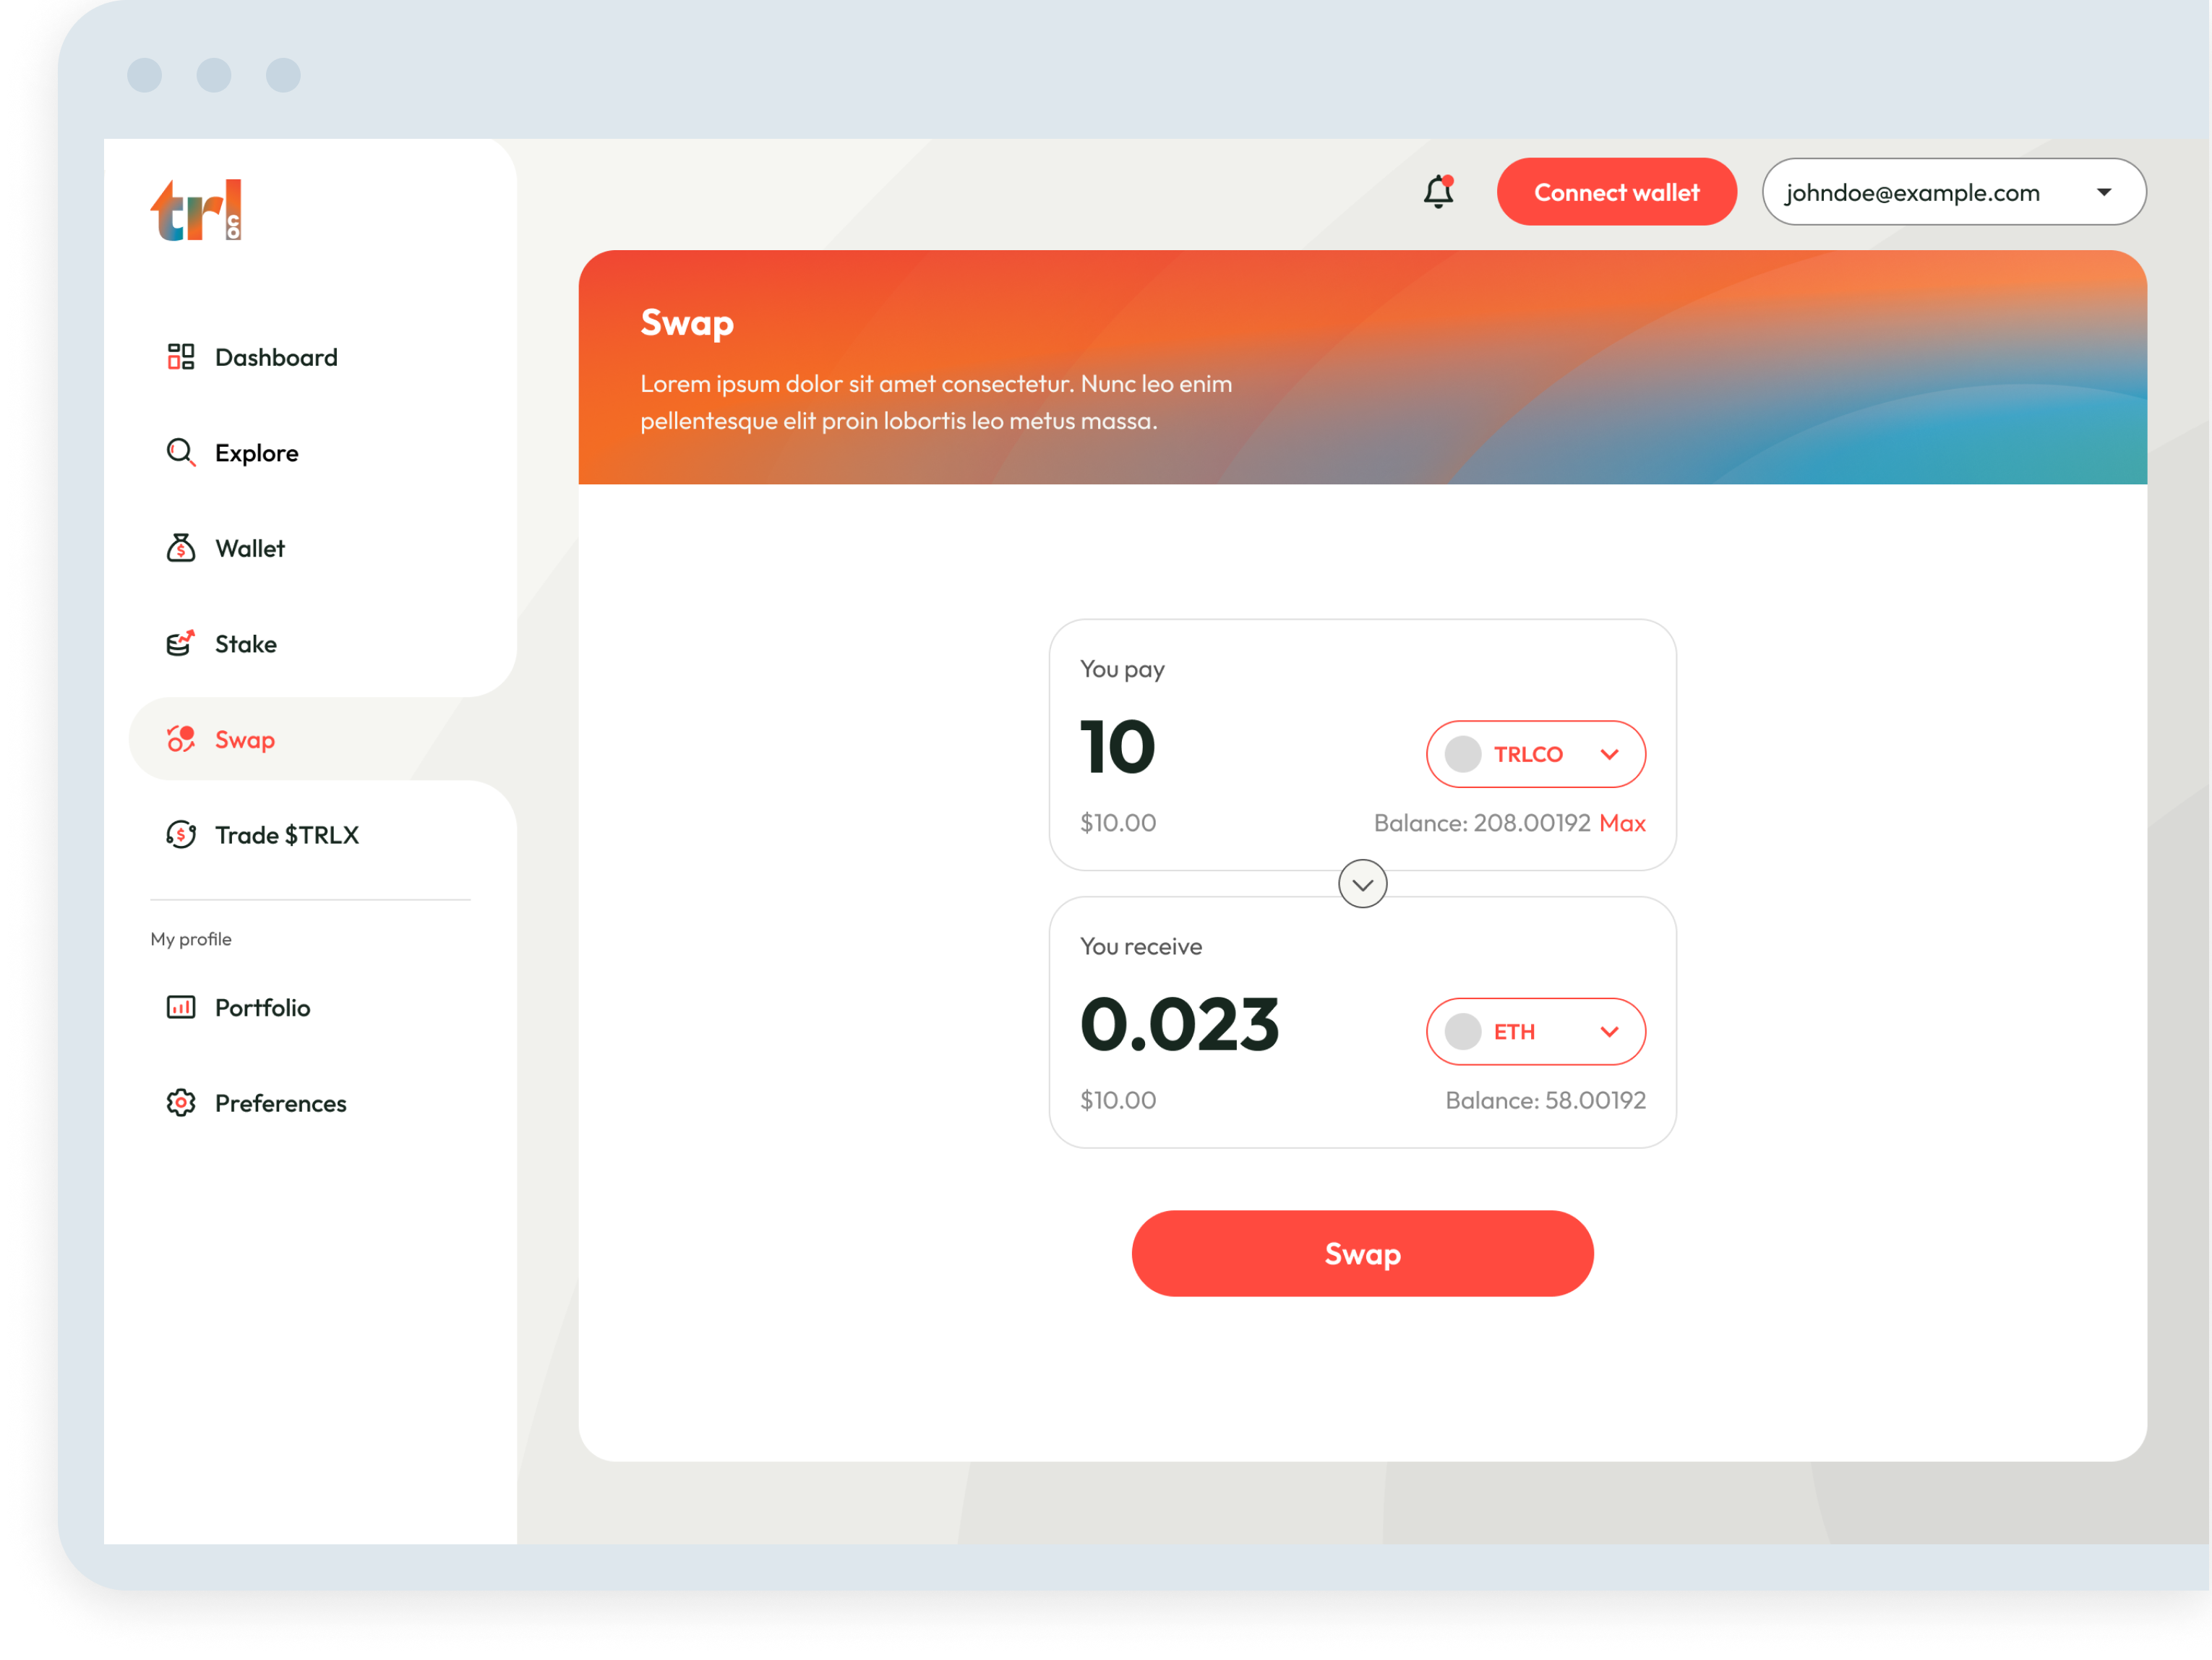 trl
co
Dashboard
Explore
Wallet
Stake
Swap
Trade $TRLX
My profile
Portfolio
Preferences
Connect wallet
johndoe@example.com
Swap
Lorem ipsum dolor sit amet consectetur. Nunc leo enim
pellentesque elit proin lobortis leo metus massa.
You pay
10
TRLCO
$10.00
Balance: 208.00192 Max
You receive
0.023
ETH
$10.00
Balance: 58.00192
Swap